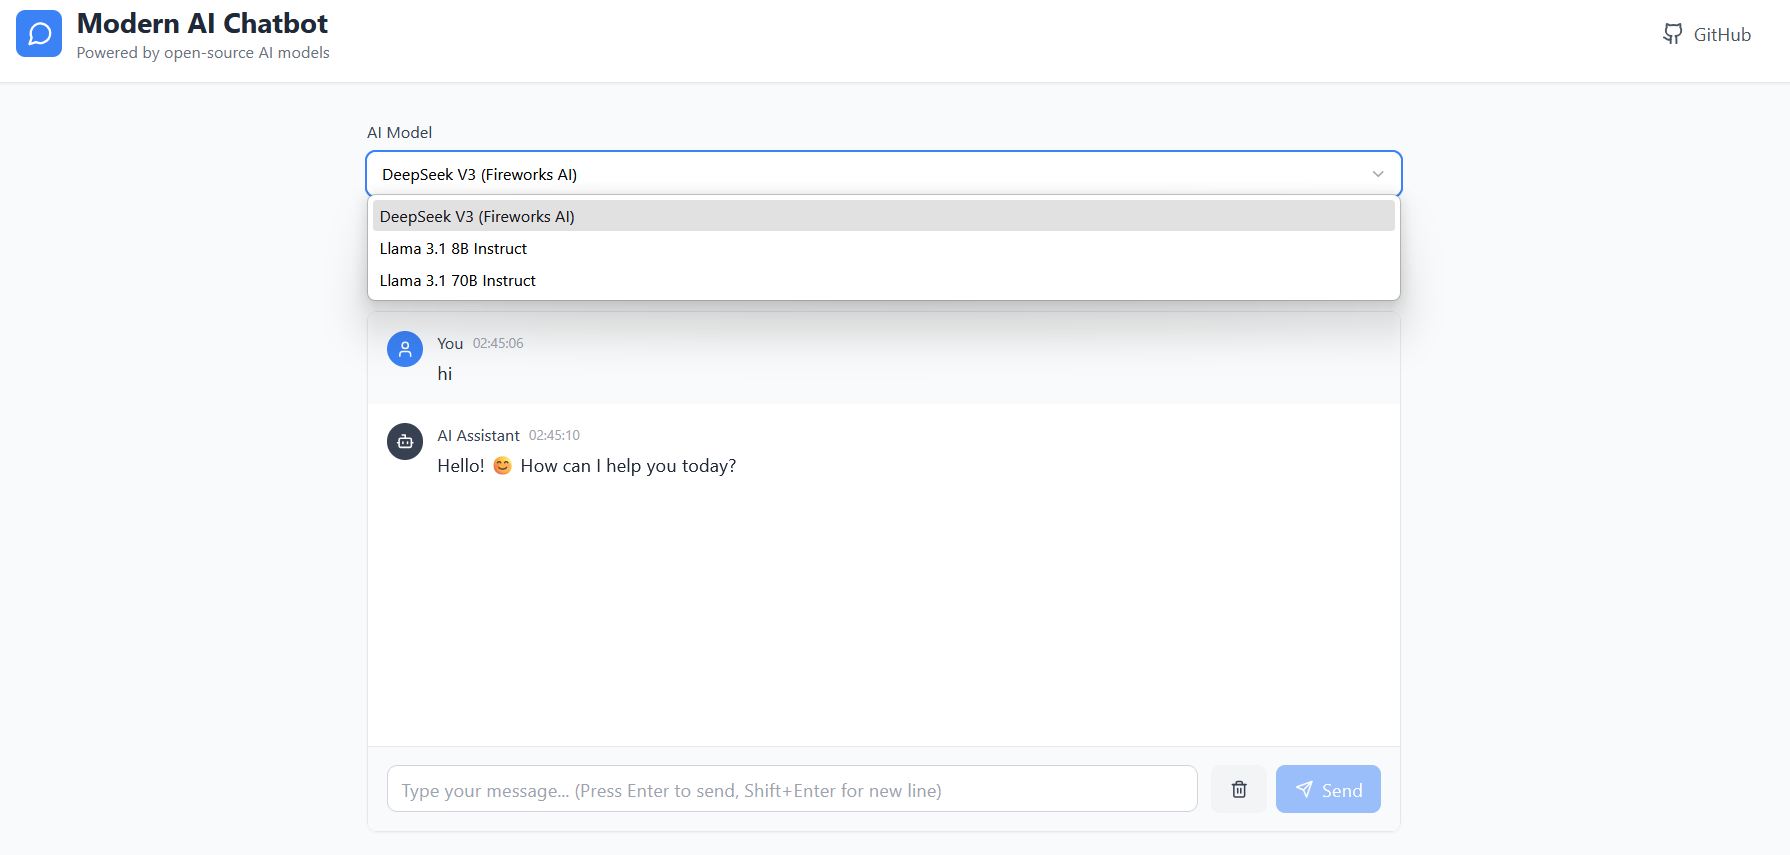 Modern AI Chatbot
Powered by open-source AI models
GitHub
AI Model
DeepSeek V3 (Fireworks AI)
DeepSeek V3 (Fireworks AI)
Llama 3.1 8B Instruct
Llama 3.1 70B Instruct
You 02:45:06
hi
AI Assistant 02:45:10
Hello! 😊 How can I help you today?
Type your message... (Press Enter to send, Shift+Enter for new line)
Send